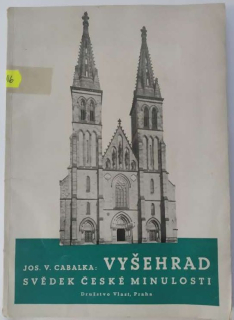 JOS. V. CABALKA: VYŠEHRAD
SVĚDEK ČESKÉ MINULOSTI
Družstvo Vlast, Praha